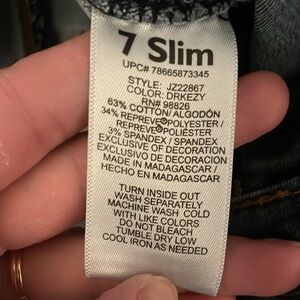 7 Slim
UPC# 78665873345
STYLE: JZ22867
COLOR: DRKEZY
RN# 98826
63% COTTON/ALGODÓN
34% REPREVE®POLYESTER/
REPREVE®POLIÉSTER
3% SPANDEX / SPANDEX
EXCLUSIVE OF DECORATION
EXCLUSIVO DE DECORACION
MADE IN MADAGASCAR /
HECHO EN MADAGASCAR
TURN INSIDE OUT
WASH SEPARATELY
MACHINE WASH COLD
WITH LIKE COLORS
DO NOT BLEACH
TUMBLE DRY LOW
COOL IRON AS NEEDED